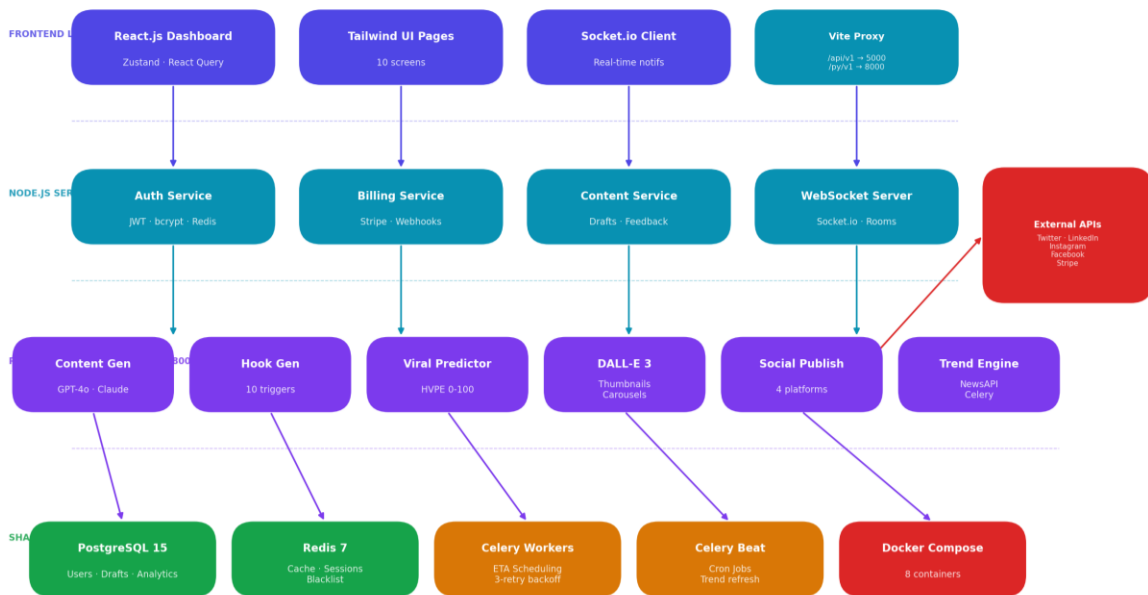 FRONTEND L
React.js Dashboard
Zustand · React Query
Tailwind UI Pages
10 screens
Socket.io Client
Real-time notifs
Vite Proxy
/api/v1 → 5000
/py/v1 → 8000
NODE.JS SER
Auth Service
JWT · bcrypt · Redis
Billing Service
Stripe · Webhooks
Content Service
Drafts · Feedback
WebSocket Server
Socket.io · Rooms
External APIs
Twitter · LinkedIn
Instagram
Facebook
Stripe
Content Gen
GPT-4o · Claude
Hook Gen
10 triggers
Viral Predictor
HVPE 0-100
DALL-E 3
Thumbnails
Carousels
Social Publish
4 platforms
Trend Engine
NewsAPI
Celery
SHA
PostgreSQL 15
Users · Drafts · Analytics
Redis 7
Cache · Sessions
Blacklist
Celery Workers
ETA Scheduling
3-retry backoff
Celery Beat
Cron Jobs
Trend refresh
Docker Compose
8 containers